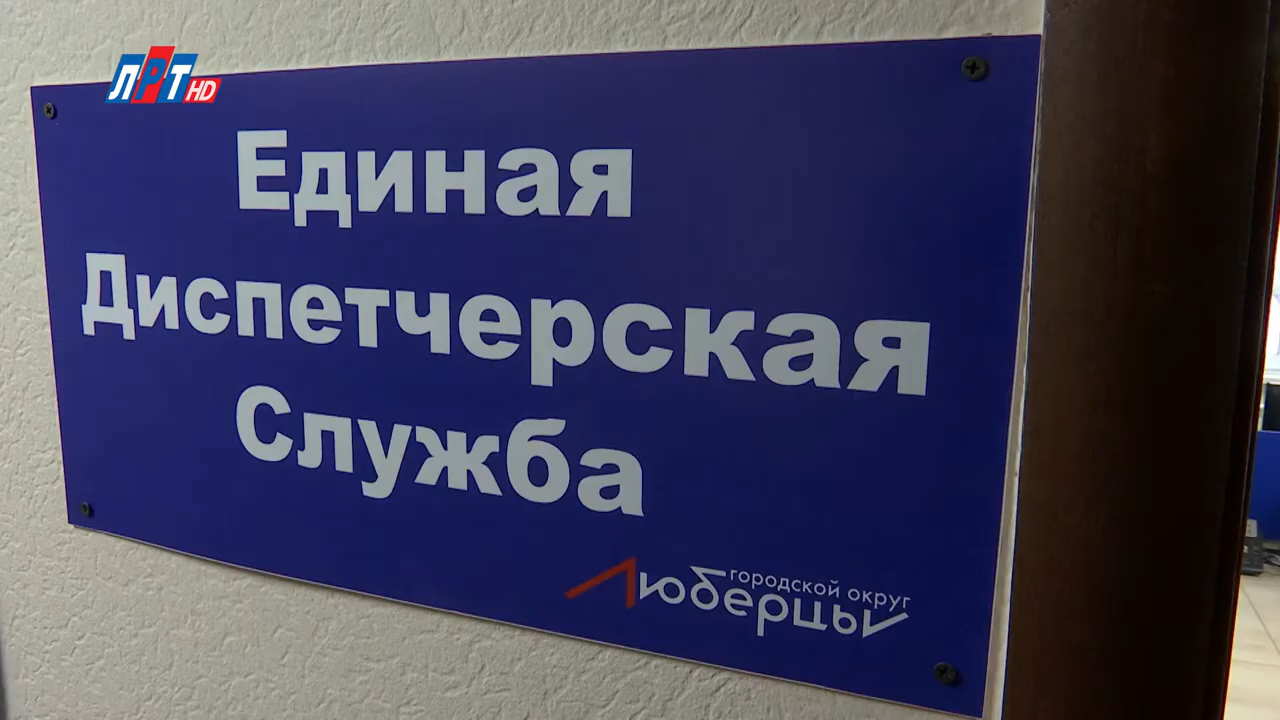 ЛРТ HD
Единая
Диспетчерская
Служба
городской округ
Люберцы